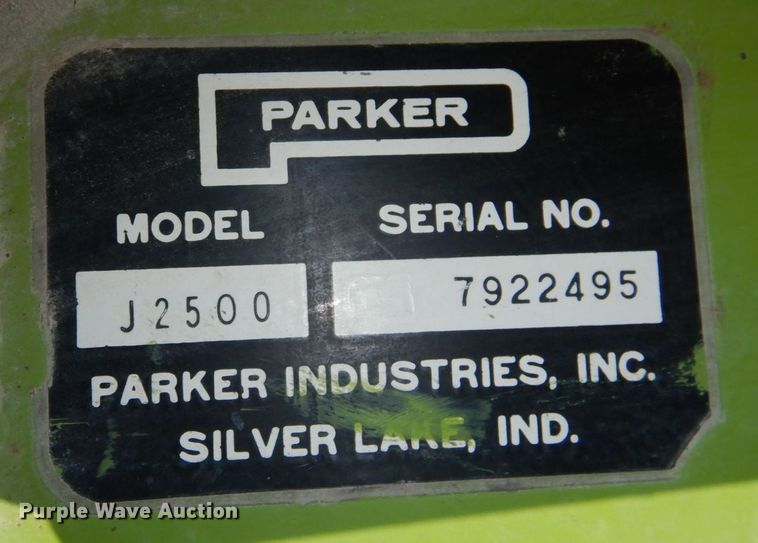 PARKER
MODEL SERIAL NO.
J2500 7922495
PARKER INDUSTRIES, INC.
SILVER LAKE, IND.
Purple Wave Auction